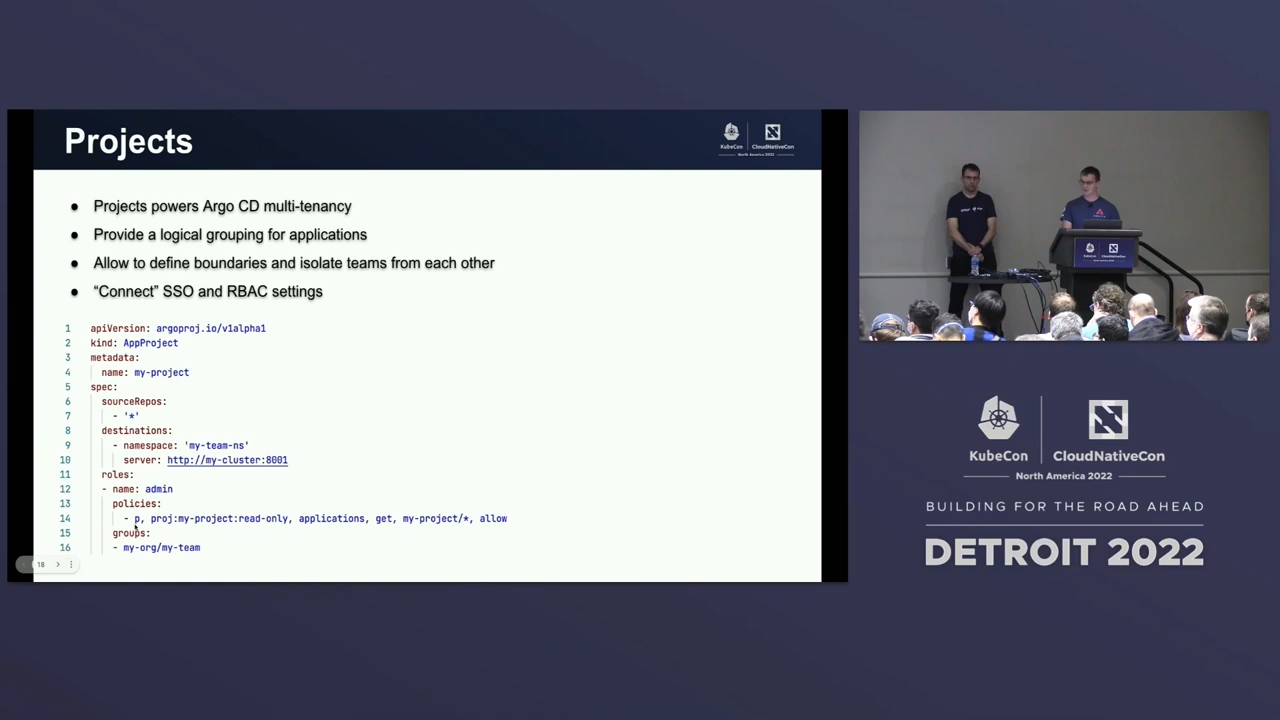 Projects
KubeCon
CloudNativeCon
North America 2022
● Projects powers Argo CD multi-tenancy
● Provide a logical grouping for applications
● Allow to define boundaries and isolate teams from each other
● “Connect” SSO and RBAC settings
1 apiVersion: argoproj.io/v1alpha1
2 kind: AppProject
3 metadata:
4 name: my-project
5 spec:
6 sourceRepos:
7 - '*'
8 destinations:
9 - namespace: 'my-team-ns'
10 server: http://my-cluster:8001
11 roles:
12 - name: admin
13 policies:
14 - p, proj:my-project:read-only, applications, get, my-project/*, allow
15 groups:
16 - my-org/my-team
18
KubeCon
CloudNativeCon
North America 2022
BUILDING FOR THE ROAD AHEAD
DETROIT 2022